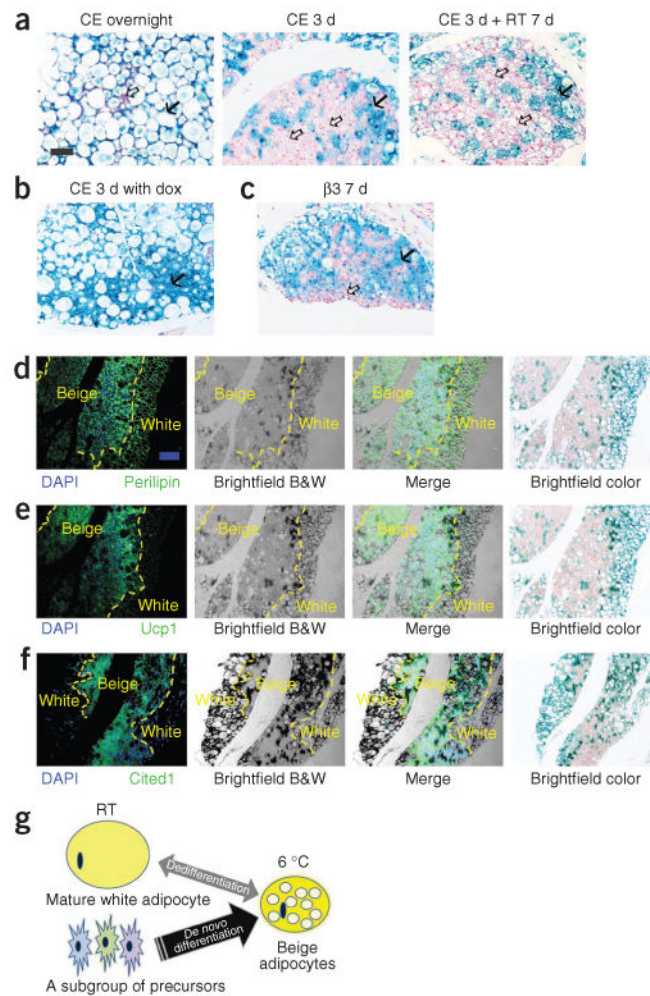 a
CE overnight
CE 3 d
CE 3 d + RT 7 d
b
CE 3 d with dox
c
β3 7 d
d
Beige
White
DAPI
Perilipin
Beige
White
Brightfield B&W
Beige
White
Merge
Brightfield color
e
Beige
White
DAPI
Ucp1
Beige
White
Brightfield B&W
Beige
White
Merge
Brightfield color
f
White
Beige
White
DAPI
Cited1
White
Beige
White
Brightfield B&W
White
Beige
White
Merge
Brightfield color
g
RT
Mature white adipocyte
Dedifferentiation
6 °C
De novo
differentiation
Beige
adipocytes
A subgroup of precursors